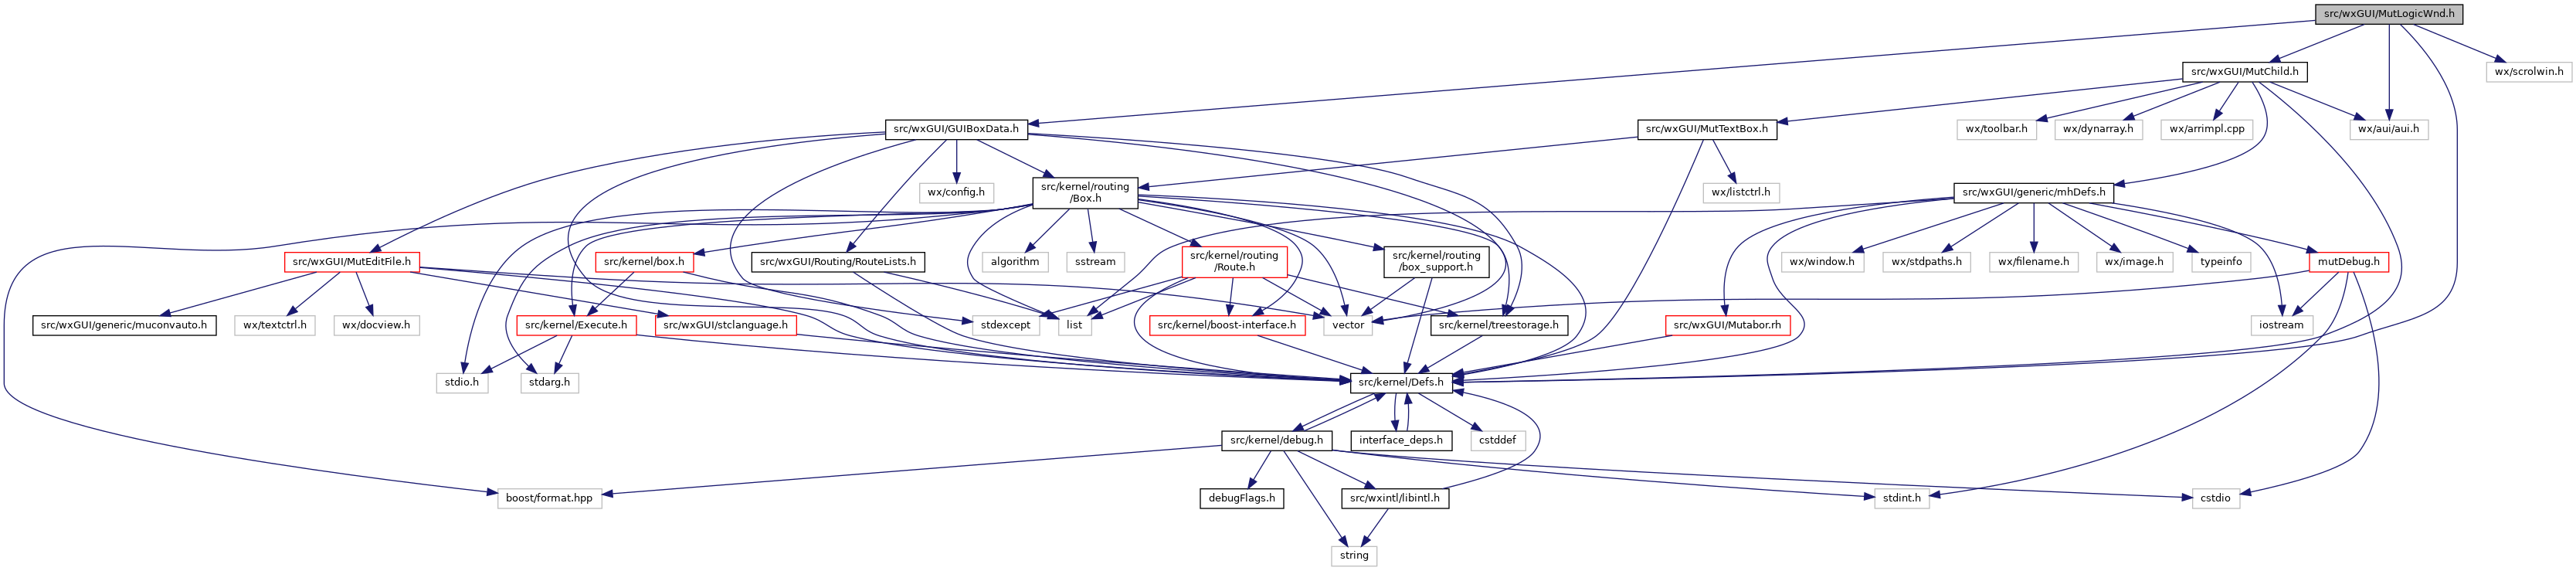 src/wxGUI/MutLogicWnd.h
src/wxGUI/MutChild.h
wx/scrolwin.h
src/wxGUI/GUIBoxData.h
src/wxGUI/MutTextBox.h
wx/toolbar.h
wx/dynarray.h
wx/arrimpl.cpp
wx/aui/aui.h
wx/config.h
src/kernel/routing
/Box.h
wx/listctrl.h
src/wxGUI/generic/mhDefs.h
src/wxGUI/MutEditFile.h
src/kernel/box.h
src/wxGUI/Routing/RouteLists.h
algorithm
sstream
src/kernel/routing
/Route.h
src/kernel/routing
/box_support.h
wx/window.h
wx/stdpaths.h
wx/filename.h
wx/image.h
typeinfo
mutDebug.h
src/wxGUI/generic/muconvauto.h
wx/textctrl.h
wx/docview.h
src/kernel/Execute.h
src/wxGUI/stclanguage.h
stdexcept
list
src/kernel/boost-interface.h
vector
src/kernel/treestorage.h
src/wxGUI/Mutabor.rh
iostream
stdio.h
stdarg.h
src/kernel/Defs.h
src/kernel/debug.h
interface_deps.h
cstddef
boost/format.hpp
debugFlags.h
src/wxintl/libintl.h
stdint.h
cstdio
string